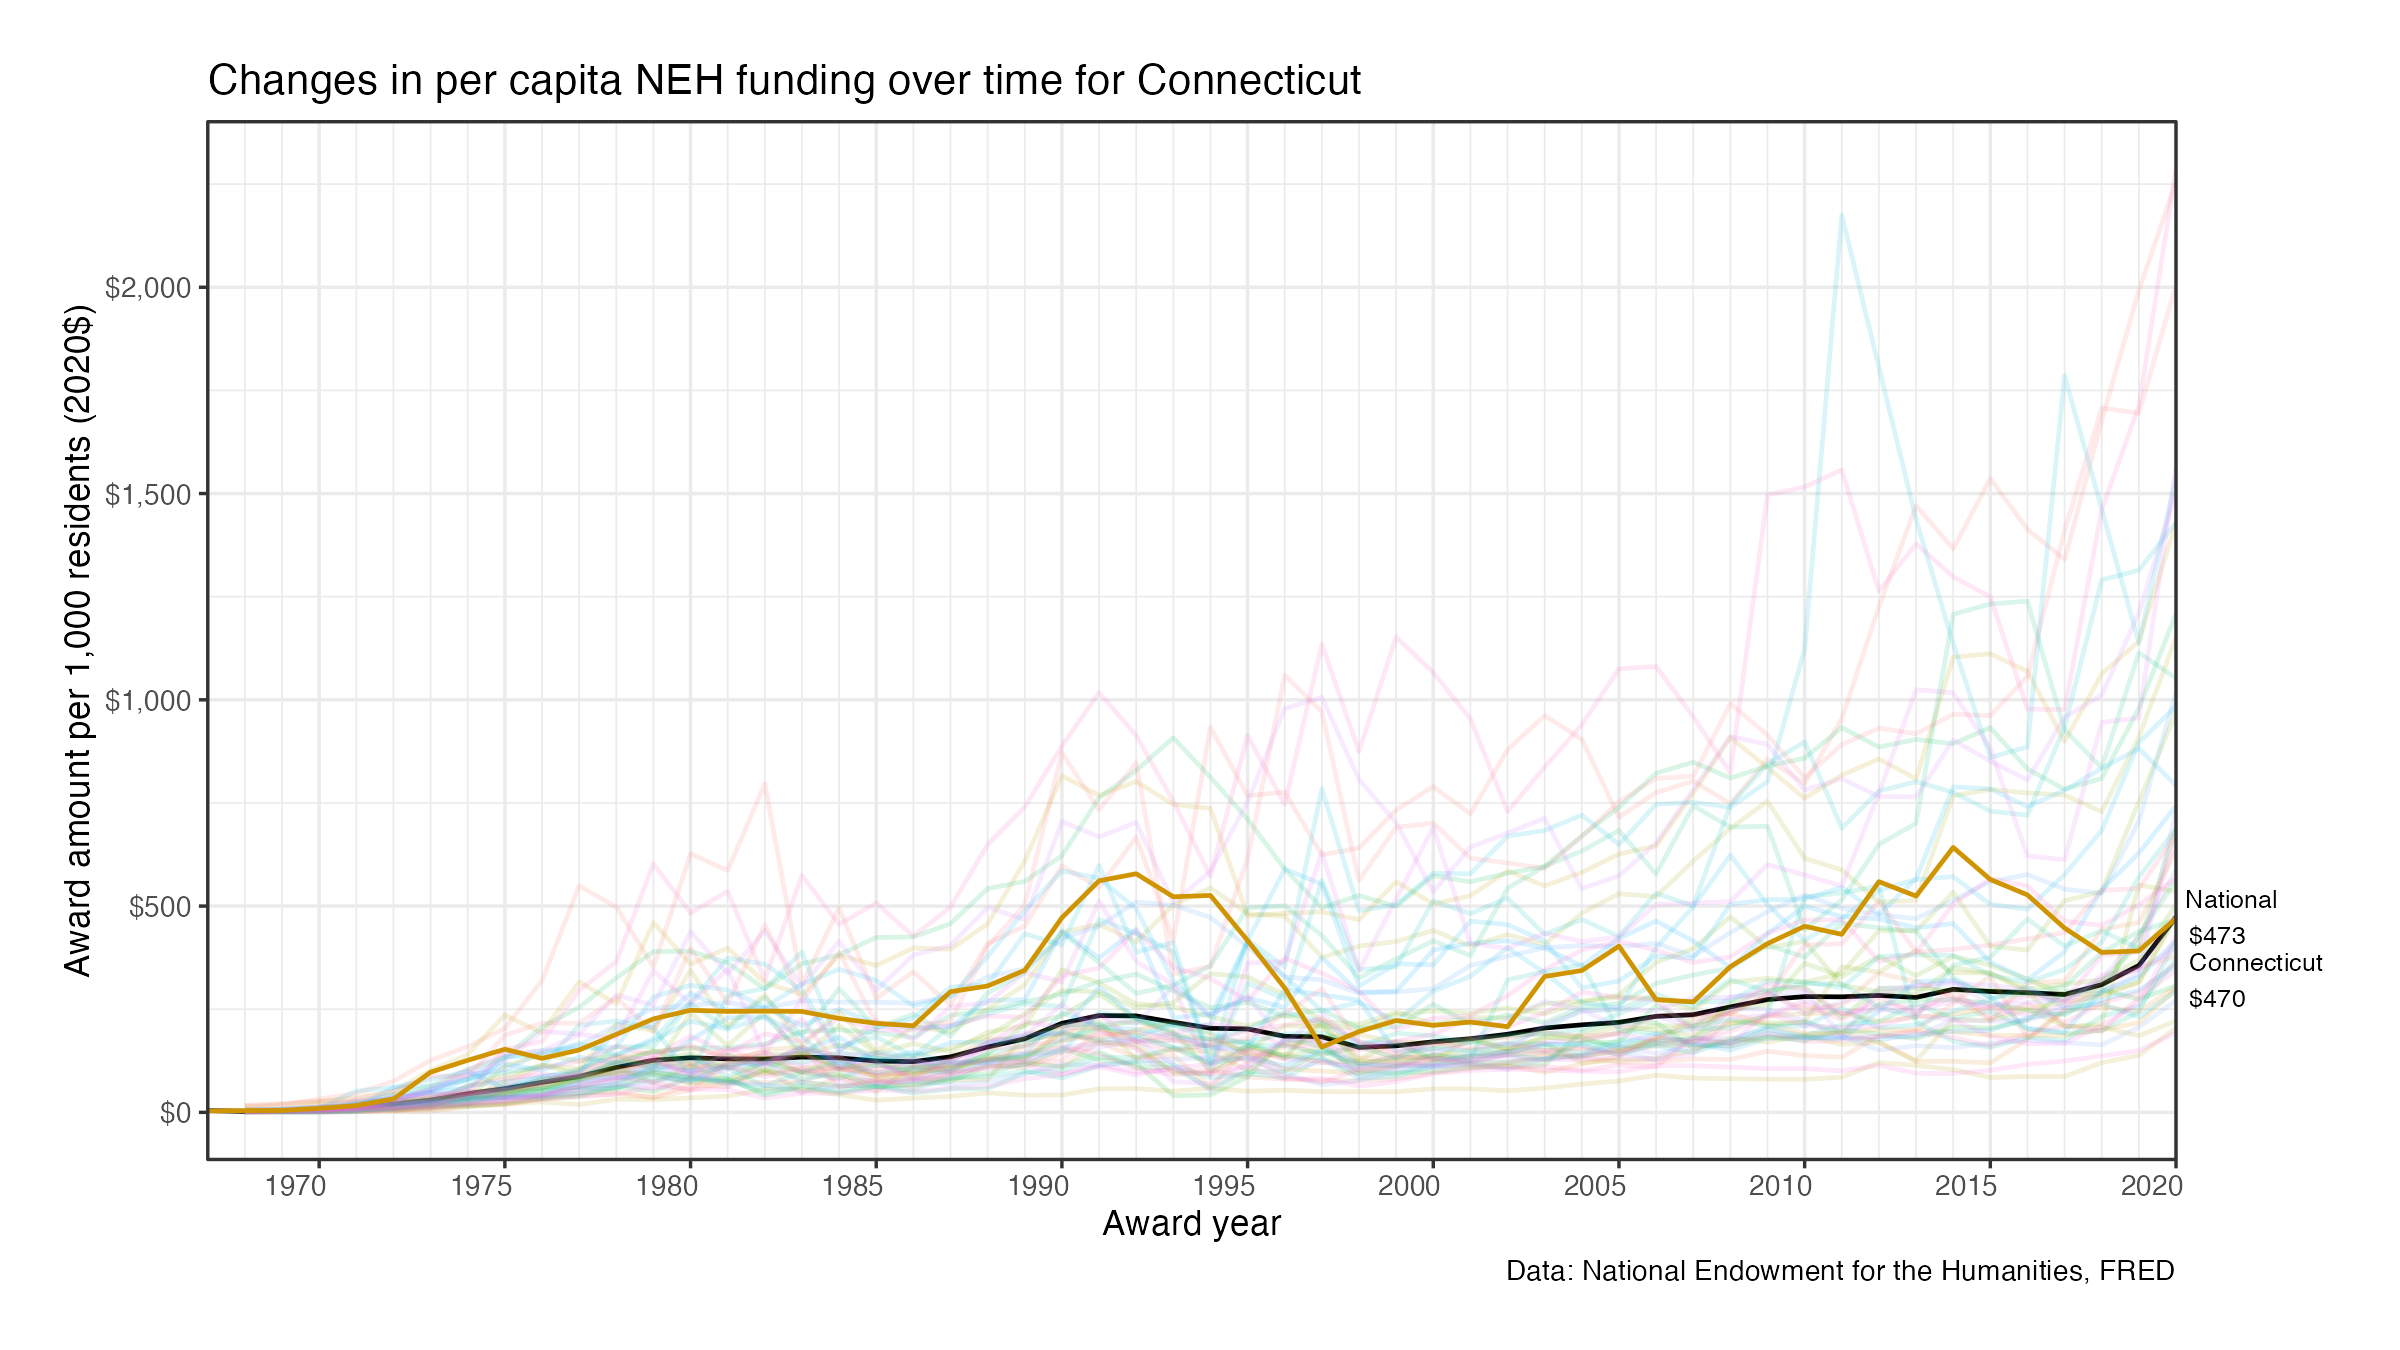 Changes in per capita NEH funding over time for Connecticut
Award amount per 1,000 residents (2020$)
$2,000
$1,500
$1,000
$500
$0
National
$473
Connecticut
$470
1970 1975 1980 1985 1990 1995 2000 2005 2010 2015 2020
Award year
Data: National Endowment for the Humanities, FRED